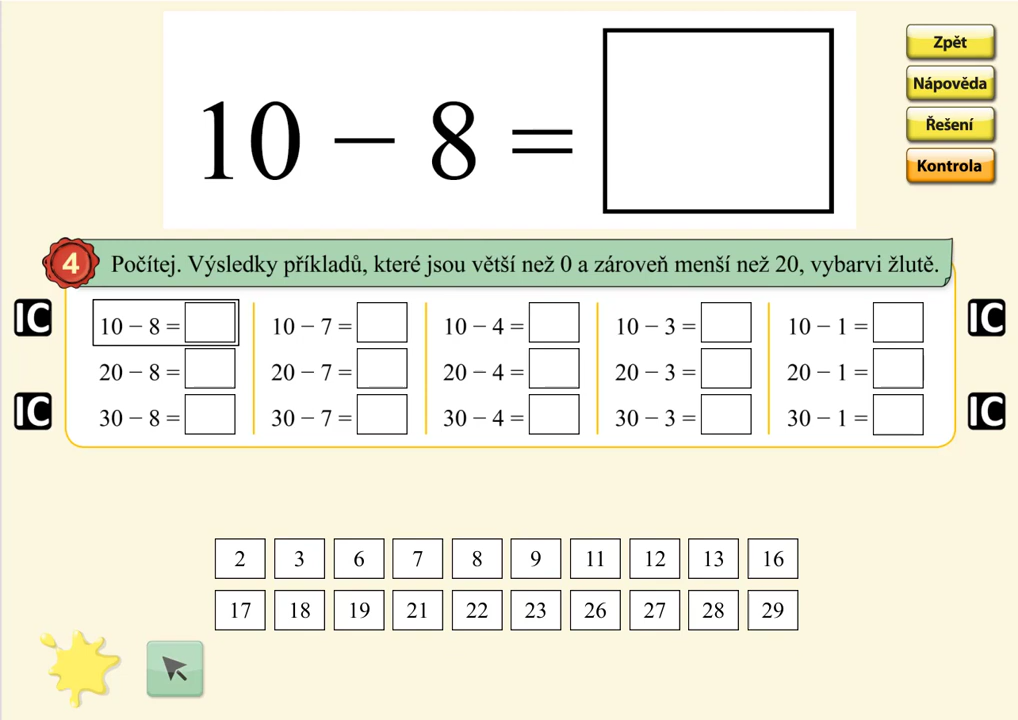 10 − 8 =
Zpět
Nápověda
Řešení
Kontrola
4 Počítej. Výsledky příkladů, které jsou větší než 0 a zároveň menší než 20, vybarvi žlutě.
IC 10 − 8 = 10 − 7 = 10 − 4 = 10 − 3 = 10 − 1 = IC
20 − 8 = 20 − 7 = 20 − 4 = 20 − 3 = 20 − 1 =
IC 30 − 8 = 30 − 7 = 30 − 4 = 30 − 3 = 30 − 1 = IC
2 3 6 7 8 9 11 12 13 16
17 18 19 21 22 23 26 27 28 29